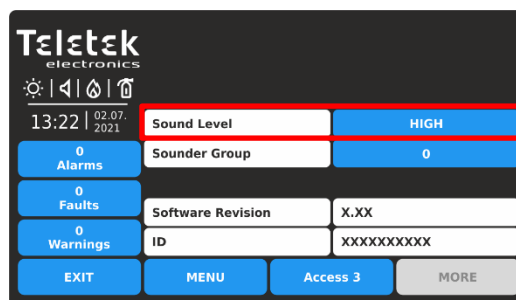 Teletek
electronics
13:22 02.07.
2021
Sound Level HIGH
Sounder Group 0
0
Alarms
0
Faults
Software Revision X.XX
0
Warnings
ID XXXXXXXXXX
EXIT MENU Access 3 MORE